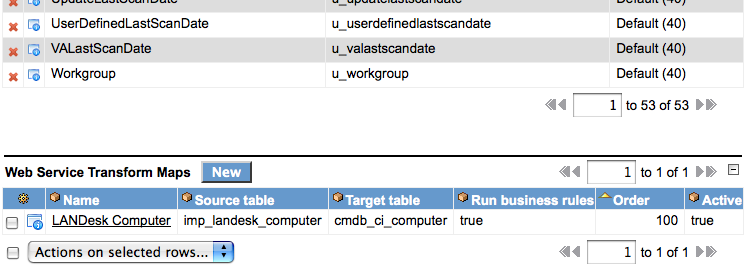 UpdateLastScanDate u_updatelastscandate Default (40)
UserDefinedLastScanDate u_userdefinedlastscandate Default (40)
VALastScanDate u_valastscandate Default (40)
Workgroup u_workgroup Default (40)
1 to 53 of 53
Web Service Transform Maps New 1 to 1 of 1
Name Source table Target table Run business rules Order Active
LANDesk Computer imp_landesk_computer cmdb_ci_computer true 100 true
Actions on selected rows... 1 to 1 of 1